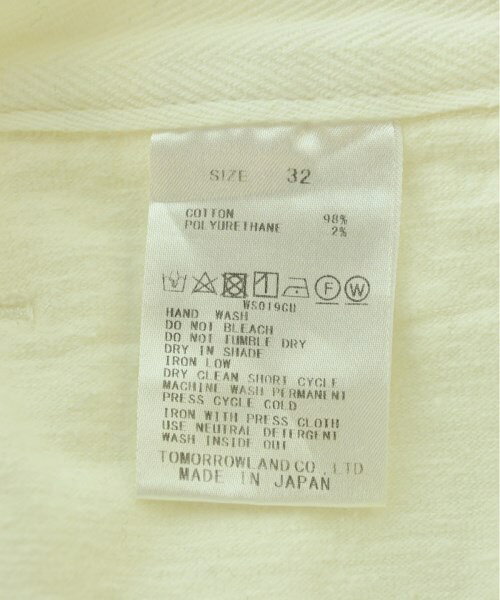 SIZE 32
COTTON 98%
POLYURETHANE 2%
F W
WS019GU
HAND WASH
DO NOT BLEACH
DO NOT TUMBLE DRY
DRY IN SHADE
IRON LOW
DRY CLEAN SHORT CYCLE
MACHINE WASH PERMANENT
PRESS CYCLE COLD
IRON WITH PRESS CLOTH
USE NEUTRAL DETERGENT
WASH INSIDE OUT
TOMORROWLAND CO.,LTD
MADE IN JAPAN